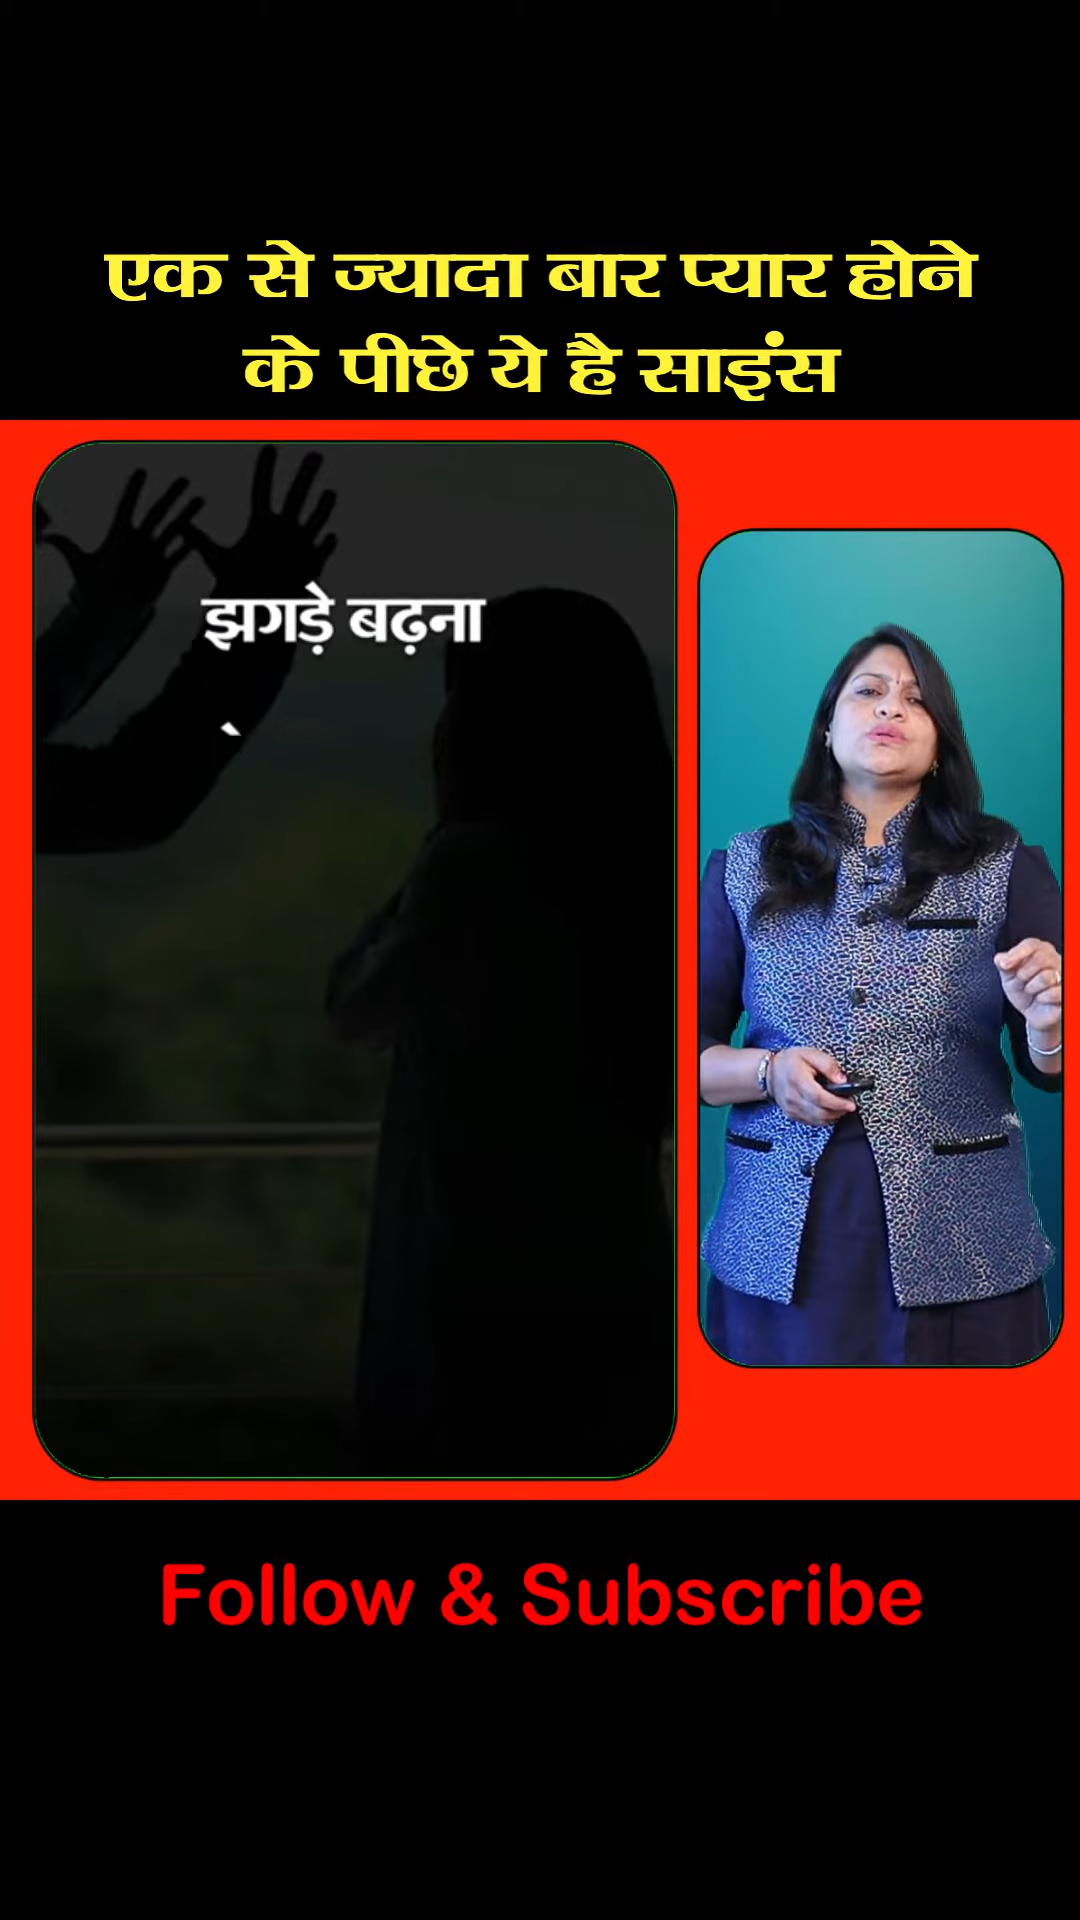 एक से ज्यादा बार प्यार होने
के पीछे ये है साइंस
झगड़े बढ़ना
Follow & Subscribe